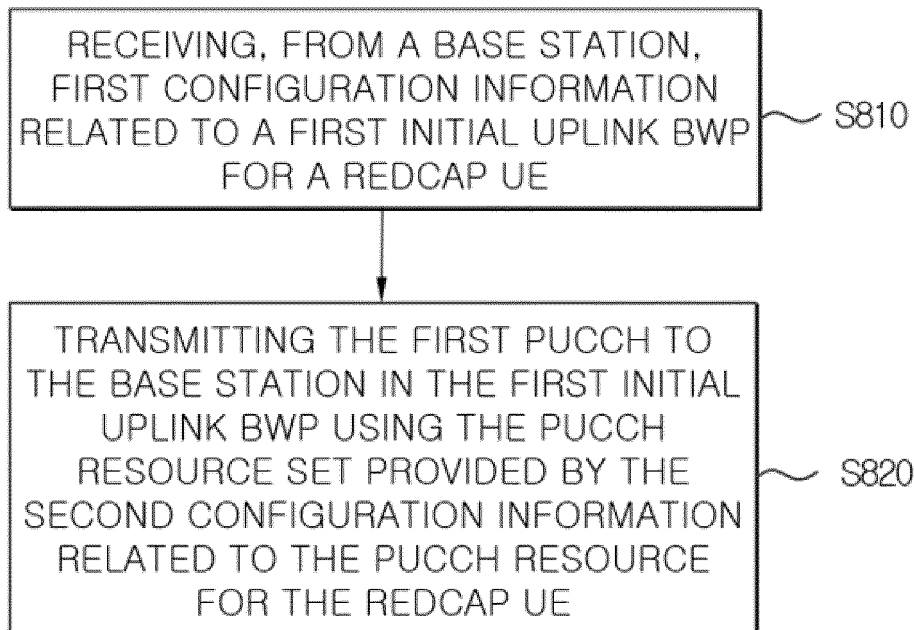 RECEIVING, FROM A BASE STATION,
FIRST CONFIGURATION INFORMATION
RELATED TO A FIRST INITIAL UPLINK BWP
FOR A REDCAP UE
S810
TRANSMITTING THE FIRST PUCCH TO
THE BASE STATION IN THE FIRST INITIAL
UPLINK BWP USING THE PUCCH
RESOURCE SET PROVIDED BY THE
SECOND CONFIGURATION INFORMATION
RELATED TO THE PUCCH RESOURCE
FOR THE REDCAP UE
S820